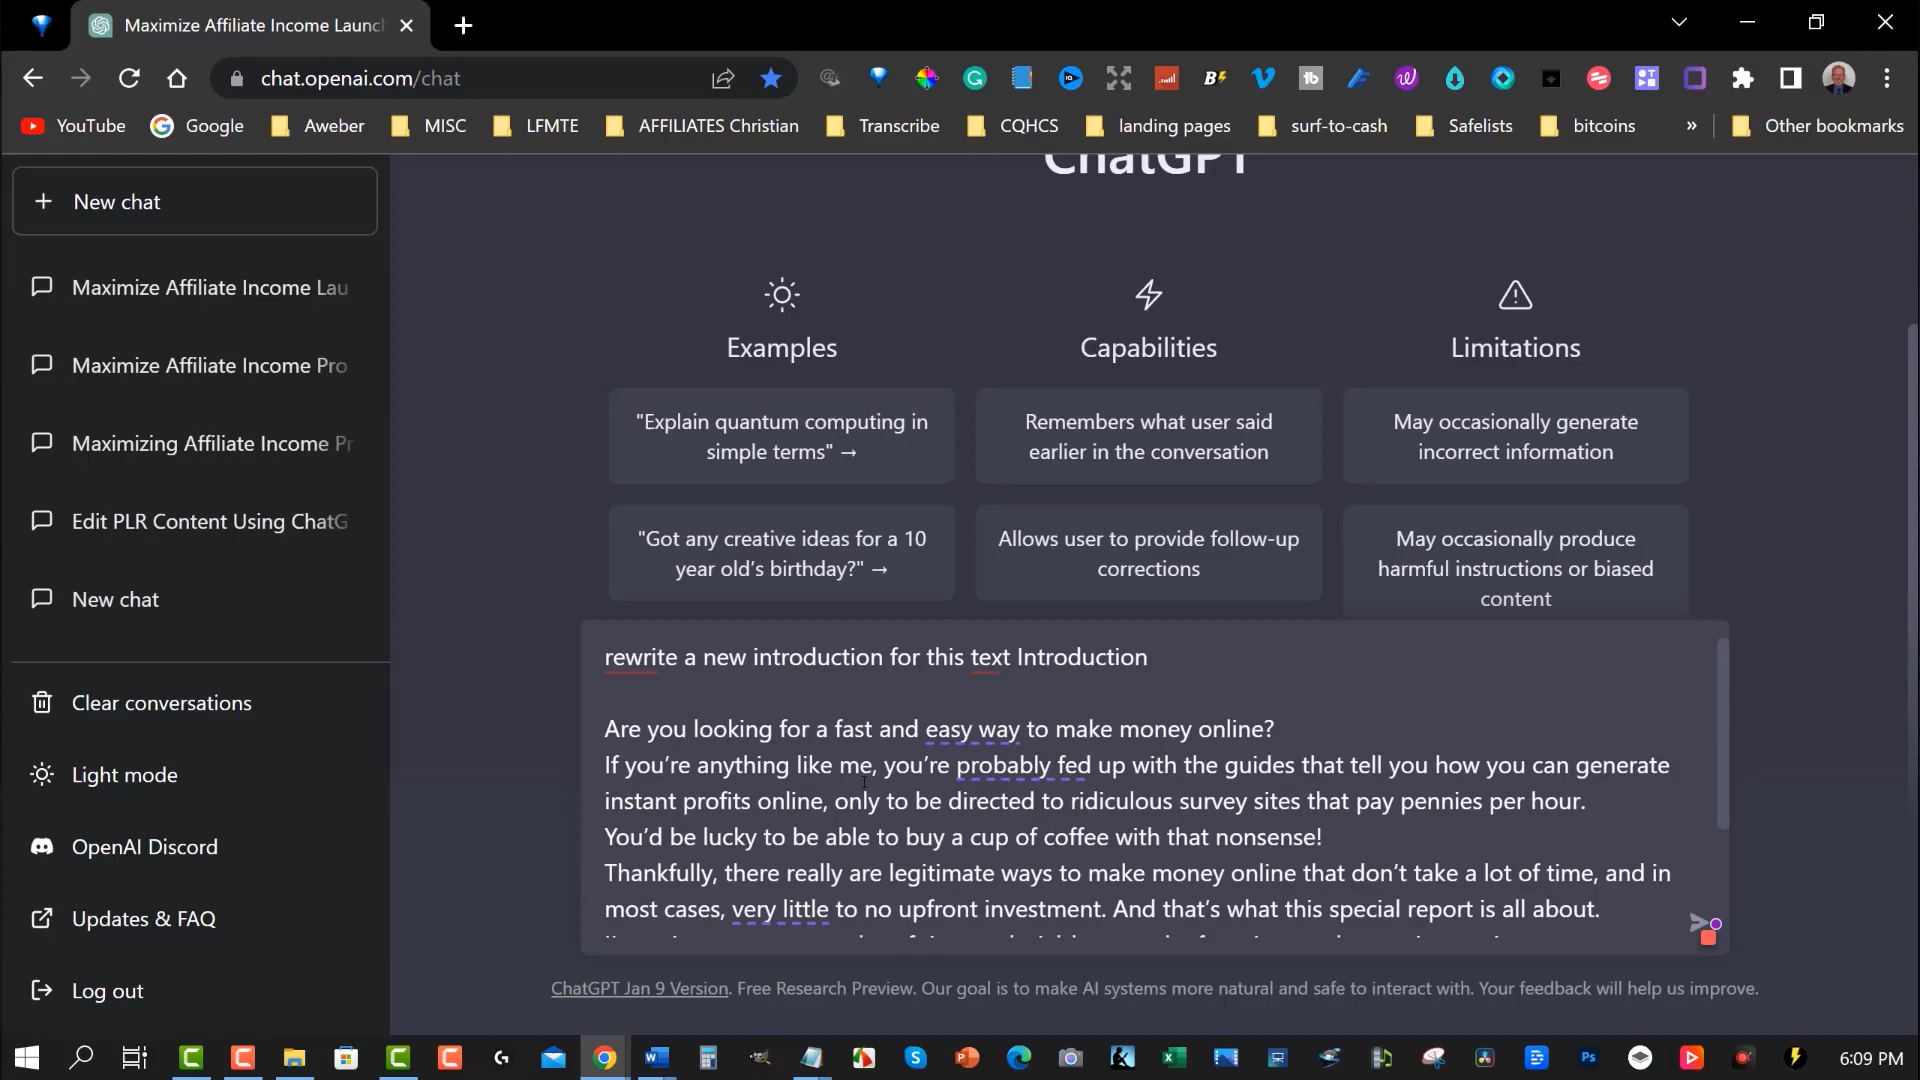 Maximize Affiliate Income Launc
chat.openai.com/chat
YouTube
Google
Aweber
MISC
LFMTE
AFFILIATES Christian
Transcribe
CQHCS
landing pages
surf-to-cash
Safelists
bitcoins
»
Other bookmarks
New chat
Maximize Affiliate Income Lau
Maximize Affiliate Income Pro
Maximizing Affiliate Income Pr
Edit PLR Content Using ChatG
New chat
Clear conversations
Light mode
OpenAI Discord
Updates & FAQ
Log out
ChatGPT
Examples
Capabilities
Limitations
"Explain quantum computing in
simple terms" →
Remembers what user said
earlier in the conversation
May occasionally generate
incorrect information
"Got any creative ideas for a 10
year old’s birthday?" →
Allows user to provide follow-up
corrections
May occasionally produce
harmful instructions or biased
content
rewrite a new introduction for this text Introduction
Are you looking for a fast and easy way to make money online?
If you’re anything like me, you’re probably fed up with the guides that tell you how you can generate
instant profits online, only to be directed to ridiculous survey sites that pay pennies per hour.
You’d be lucky to be able to buy a cup of coffee with that nonsense!
Thankfully, there really are legitimate ways to make money online that don’t take a lot of time, and in
most cases, very little to no upfront investment. And that’s what this special report is all about.
ChatGPT Jan 9 Version. Free Research Preview. Our goal is to make AI systems more natural and safe to interact with. Your feedback will help us improve.
6:09 PM